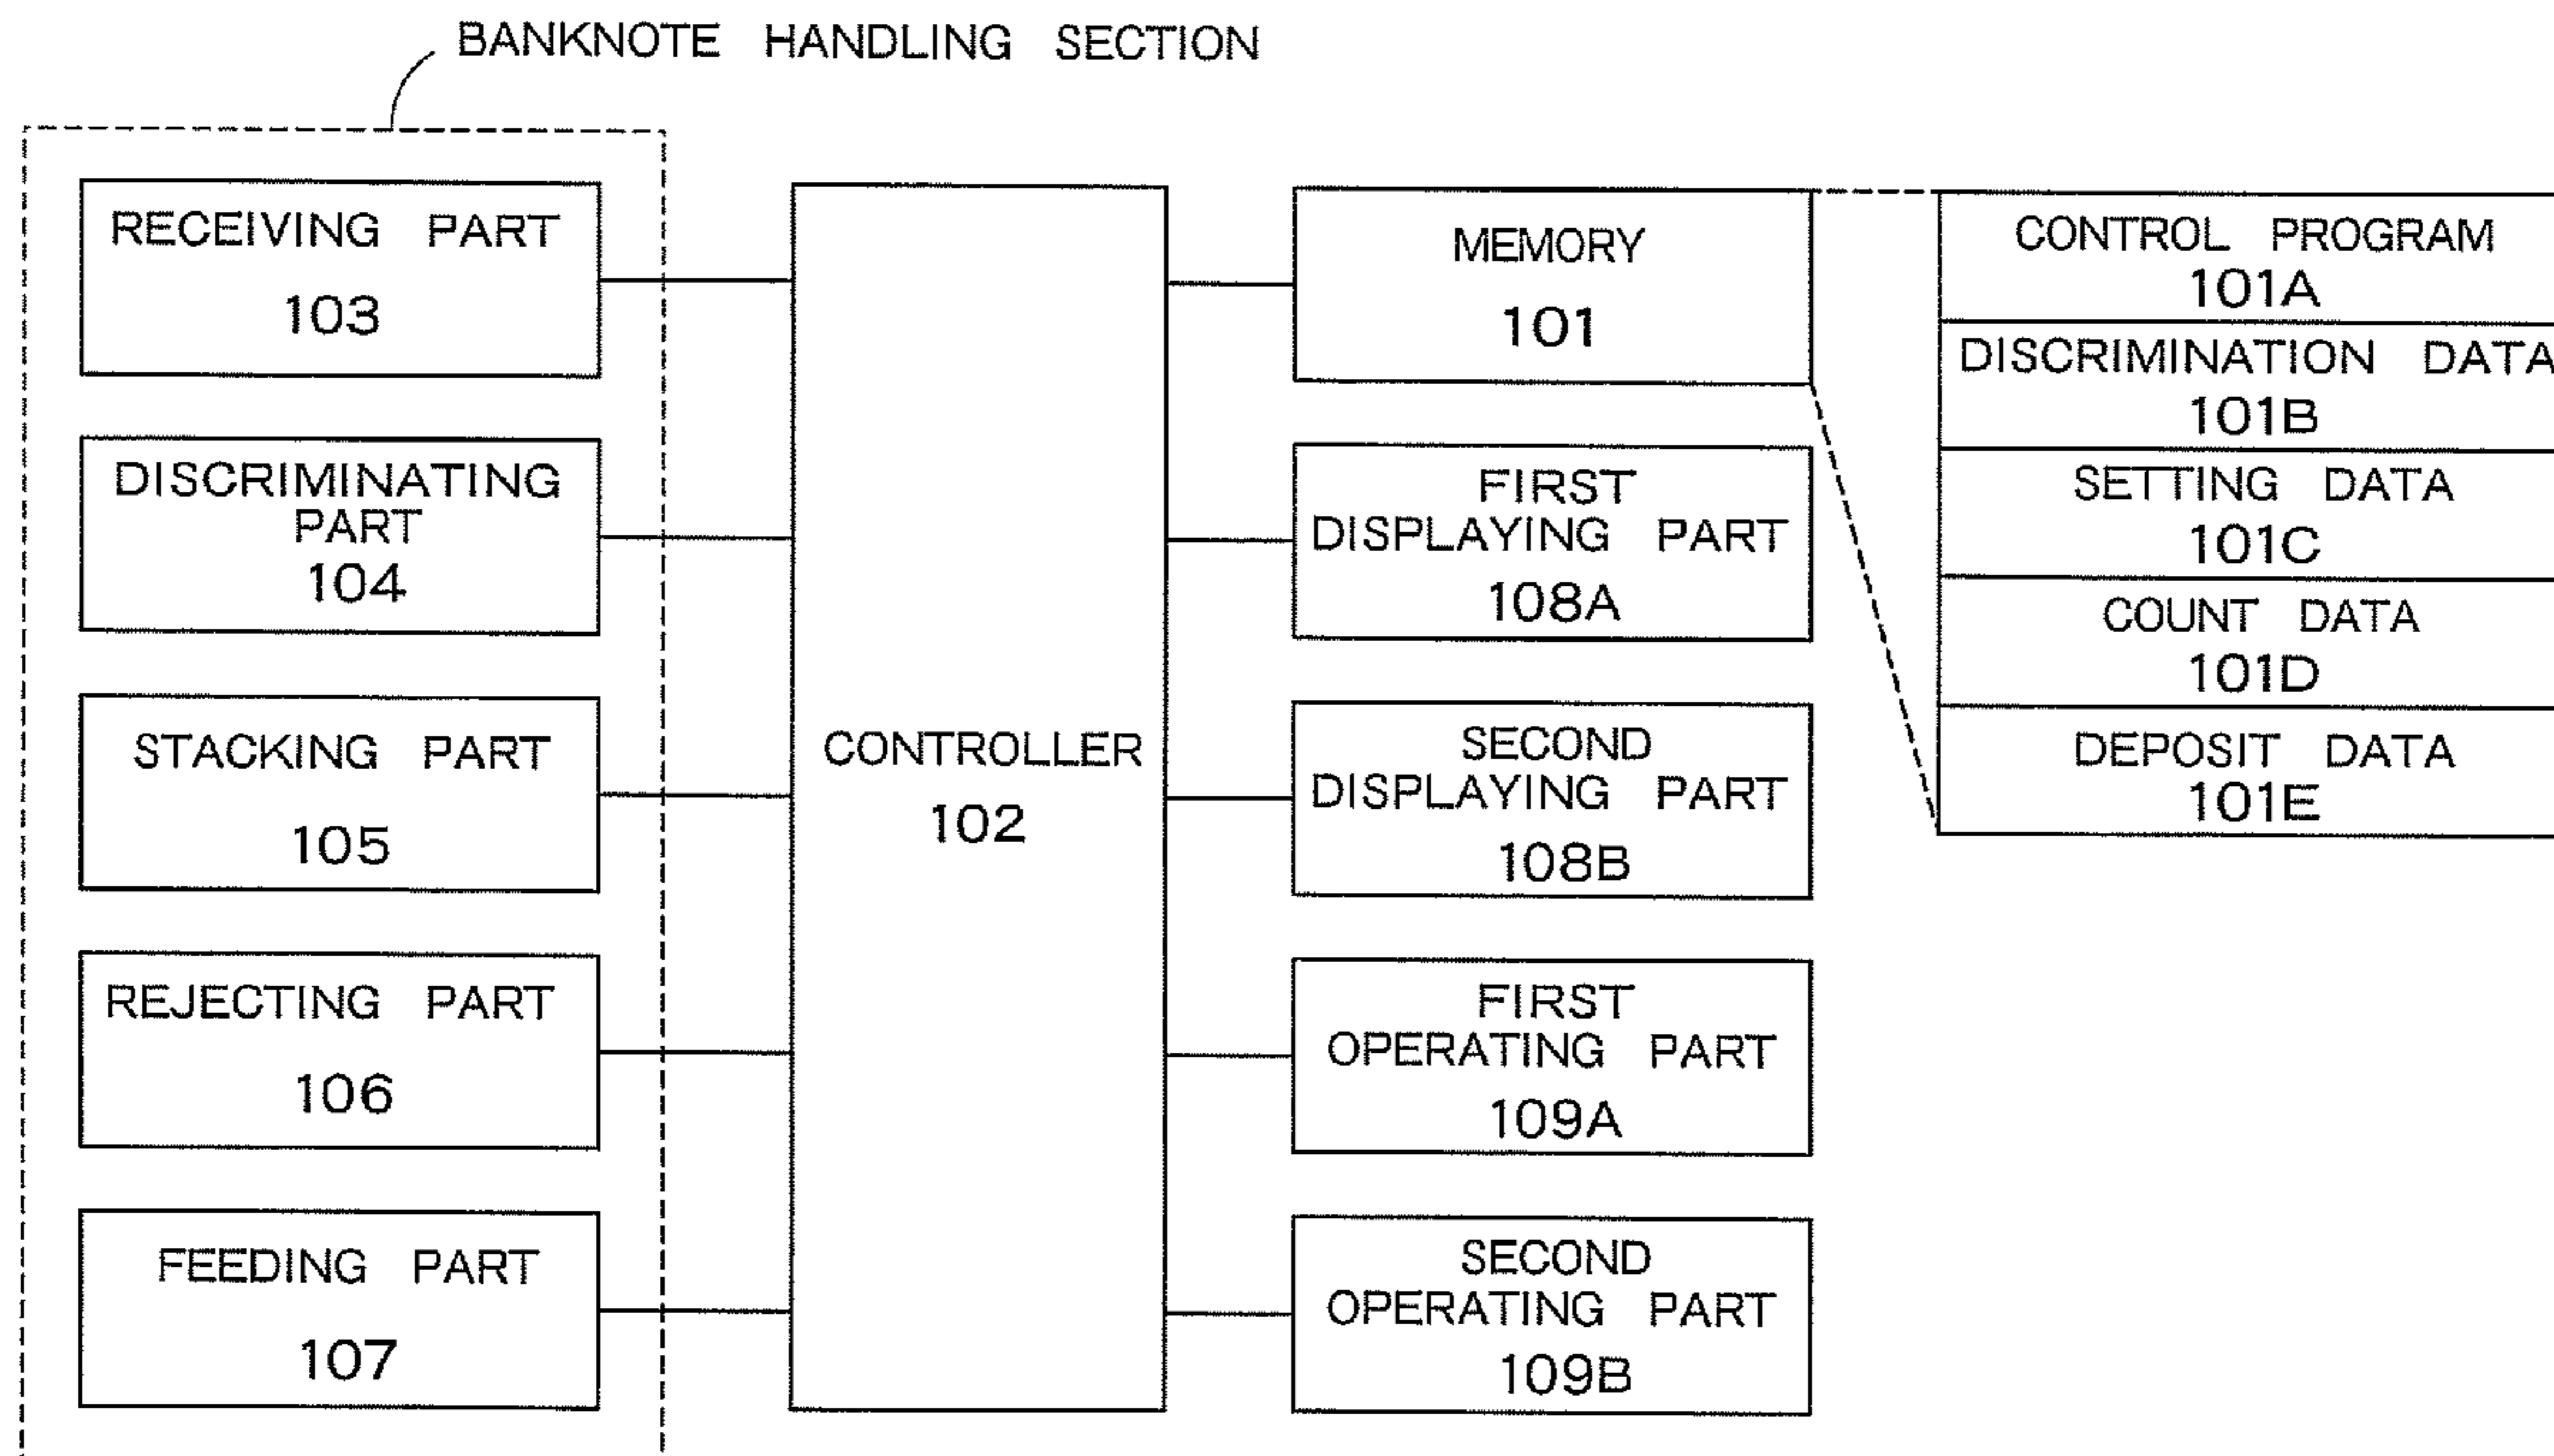 BANKNOTE HANDLING SECTION
RECEIVING PART
103
DISCRIMINATING
PART
104
STACKING PART
105
REJECTING PART
106
FEEDING PART
107
CONTROLLER
102
MEMORY
101
FIRST
DISPLAYING PART
108A
SECOND
DISPLAYING PART
108B
FIRST
OPERATING PART
109A
SECOND
OPERATING PART
109B
CONTROL PROGRAM
101A
DISCRIMINATION DATA
101B
SETTING DATA
101C
COUNT DATA
101D
DEPOSIT DATA
101E